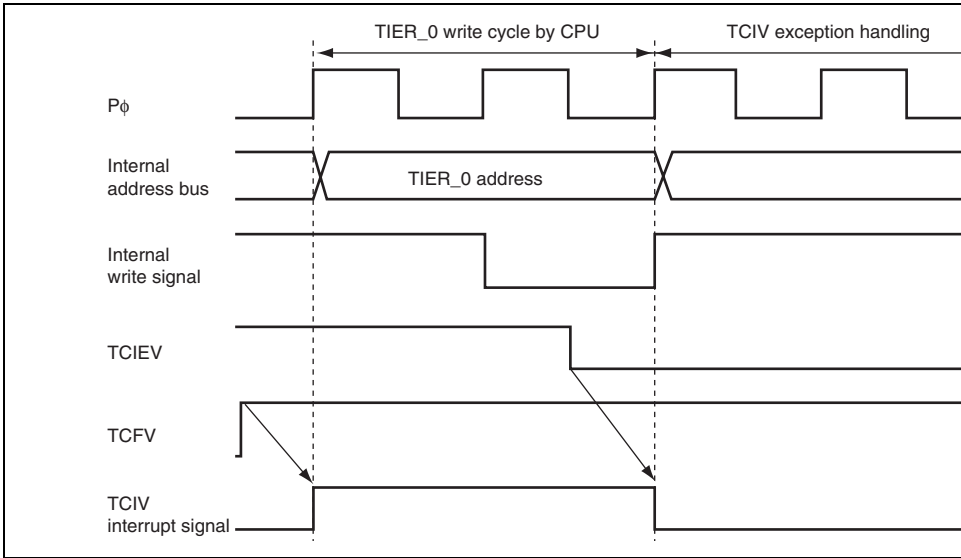 TIER_0 write cycle by CPU
TCIV exception handling
Pϕ
Internal
address bus
TIER_0 address
Internal
write signal
TCIEV
TCFV
TCIV
interrupt signal